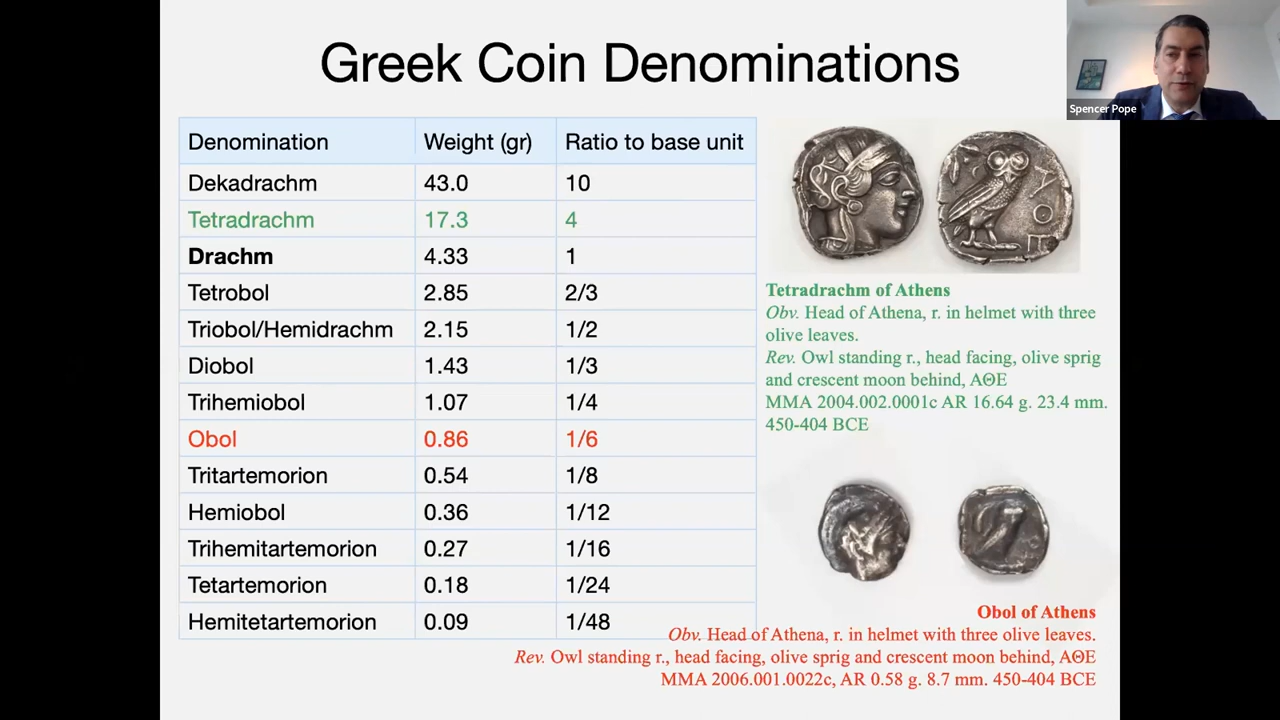 Greek Coin Denominations
Spencer Pope
Denomination Weight (gr) Ratio to base unit
Dekadrachm 43.0 10
Tetradrachm 17.3 4
Drachm 4.33 1
Tetrobol 2.85 2/3
Triobol/Hemidrachm 2.15 1/2
Diobol 1.43 1/3
Trihemiobol 1.07 1/4
Obol 0.86 1/6
Tritartemorion 0.54 1/8
Hemiobol 0.36 1/12
Trihemitartemorion 0.27 1/16
Tetartemorion 0.18 1/24
Hemitetartemorion 0.09 1/48
ΑΘΕ
Tetradrachm of Athens
Obv. Head of Athena, r. in helmet with three
olive leaves.
Rev. Owl standing r., head facing, olive sprig
and crescent moon behind, ΑΘΕ
MMA 2004.002.0001c AR 16.64 g. 23.4 mm.
450-404 BCE
Obol of Athens
Obv. Head of Athena, r. in helmet with three olive leaves.
Rev. Owl standing r., head facing, olive sprig and crescent moon behind, ΑΘΕ
MMA 2006.001.0022c, AR 0.58 g. 8.7 mm. 450-404 BCE